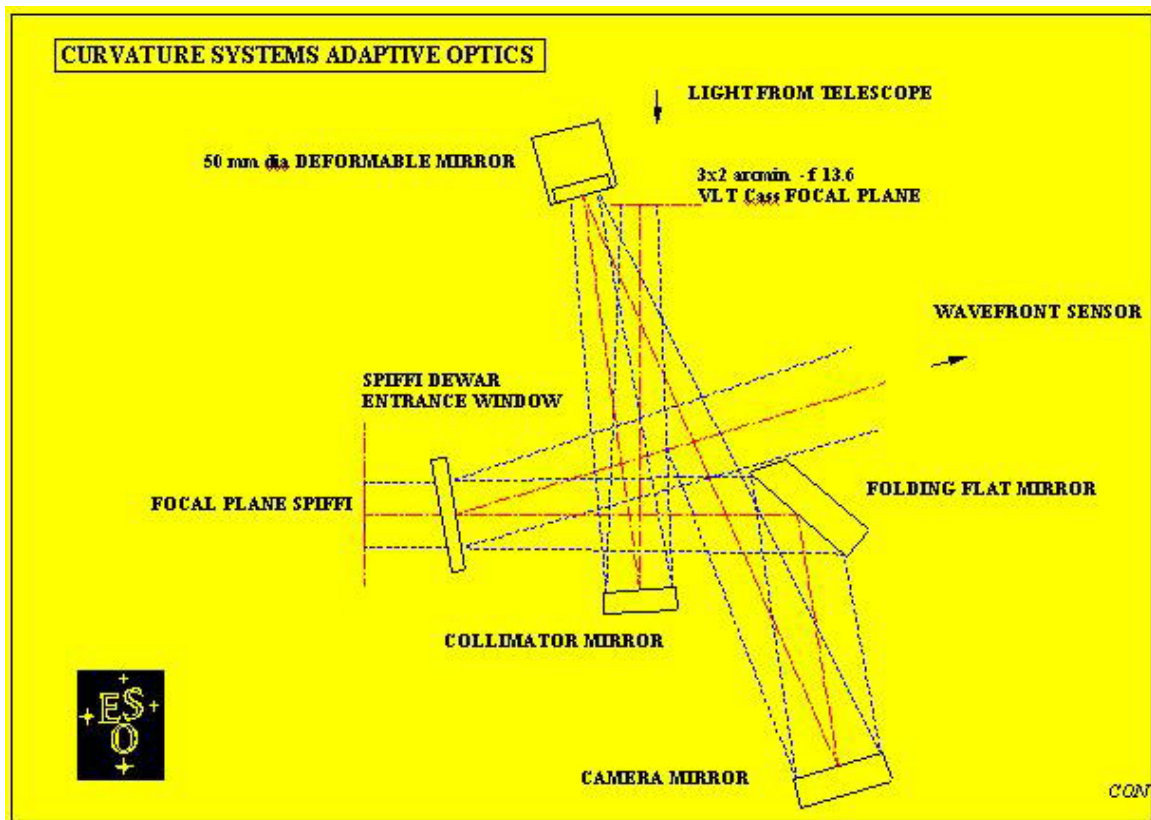 CURVATURE SYSTEMS ADAPTIVE OPTICS
LIGHT FROM TELESCOPE
50 mm dia DEFORMABLE MIRROR
3x2 arcmin - f 13.6
VLT Cass FOCAL PLANE
WAVEFRONT SENSOR
SPIFFI DEWAR
ENTRANCE WINDOW
FOLDING FLAT MIRROR
FOCAL PLANE SPIFFI
COLLIMATOR MIRROR
ES
O
CAMERA MIRROR
CON